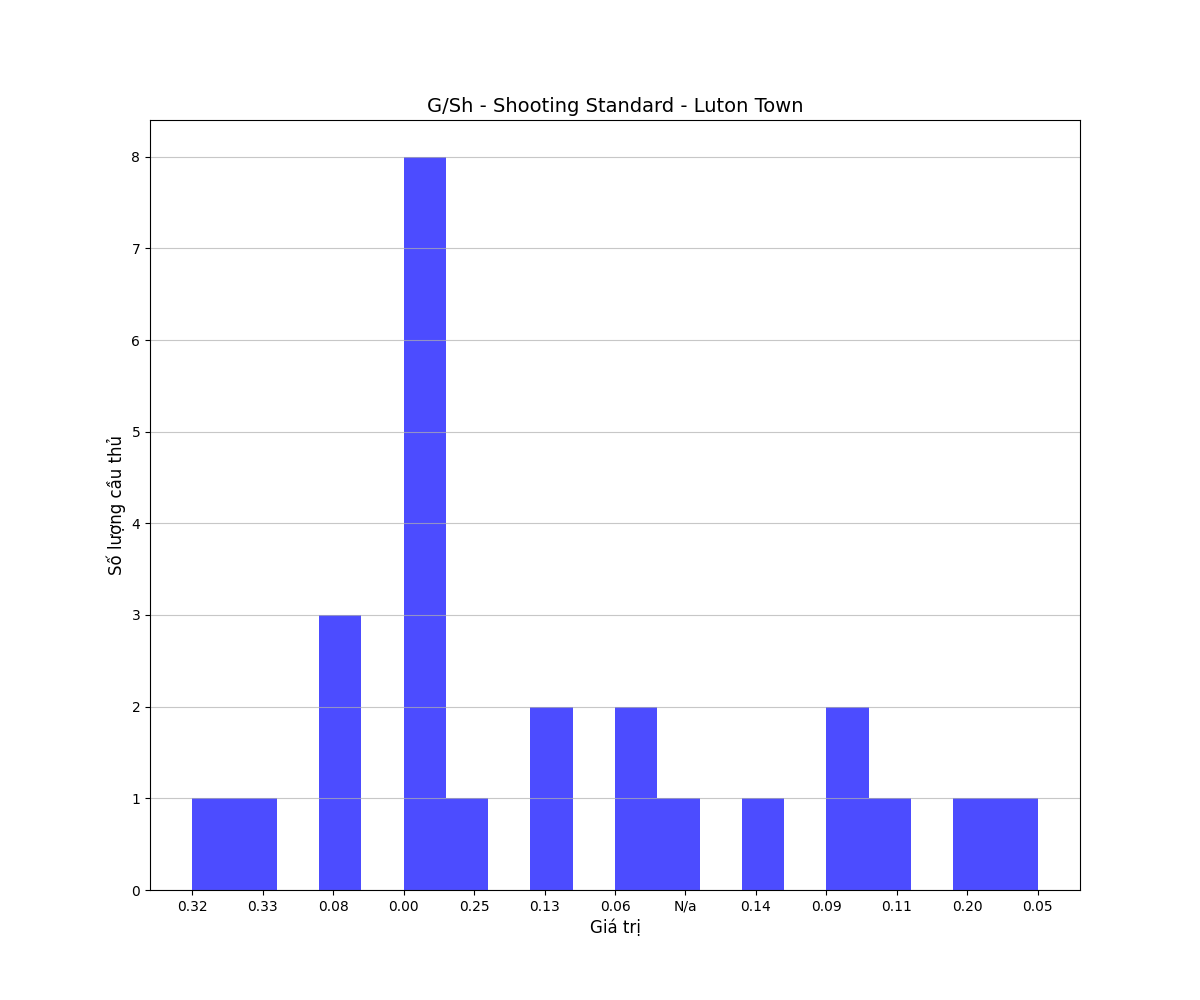 G/Sh - Shooting Standard - Luton Town
Số lượng cầu thủ
8
7
6
5
4
3
2
1
0
0.32 0.33 0.08 0.00 0.25 0.13 0.06 N/a 0.14 0.09 0.11 0.20 0.05
Giá trị